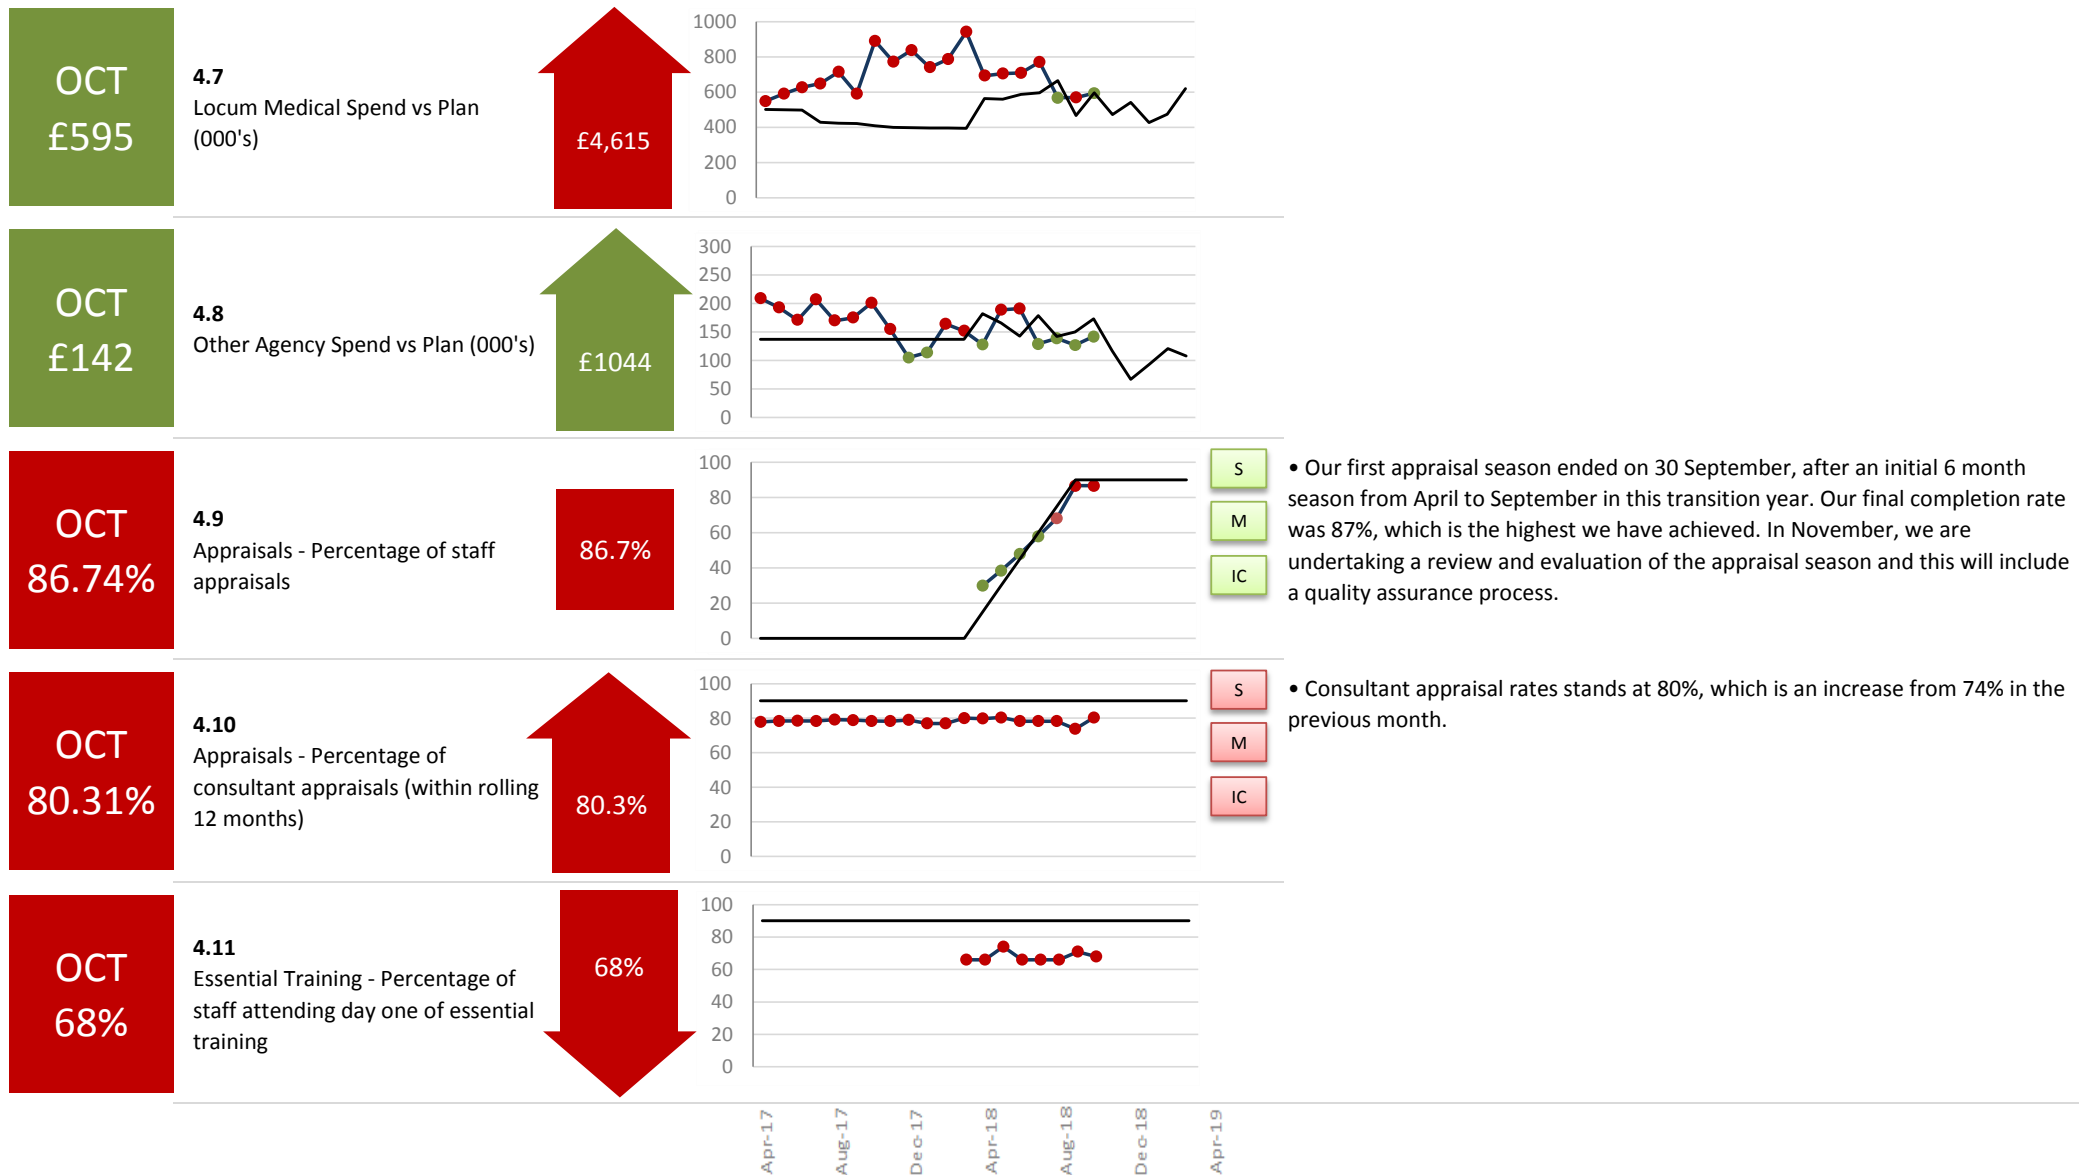 OCT
£595
4.7
Locum Medical Spend vs Plan
(000's)
£4,615
1000
800
600
400
200
0
OCT
£142
4.8
Other Agency Spend vs Plan (000's)
£1044
300
250
200
150
100
50
0
OCT
86.74%
4.9
Appraisals - Percentage of staff
appraisals
86.7%
100
80
60
40
20
0
S
M
IC
• Our first appraisal season ended on 30 September, after an initial 6 month
season from April to September in this transition year. Our final completion rate
was 87%, which is the highest we have achieved. In November, we are
undertaking a review and evaluation of the appraisal season and this will include
a quality assurance process.
OCT
80.31%
4.10
Appraisals - Percentage of
consultant appraisals (within rolling
12 months)
80.3%
100
80
60
40
20
0
S
M
IC
• Consultant appraisal rates stands at 80%, which is an increase from 74% in the
previous month.
OCT
68%
4.11
Essential Training - Percentage of
staff attending day one of essential
training
68%
100
80
60
40
20
0
Apr-17
Aug-17
Dec-17
Apr-18
Aug-18
Dec-18
Apr-19